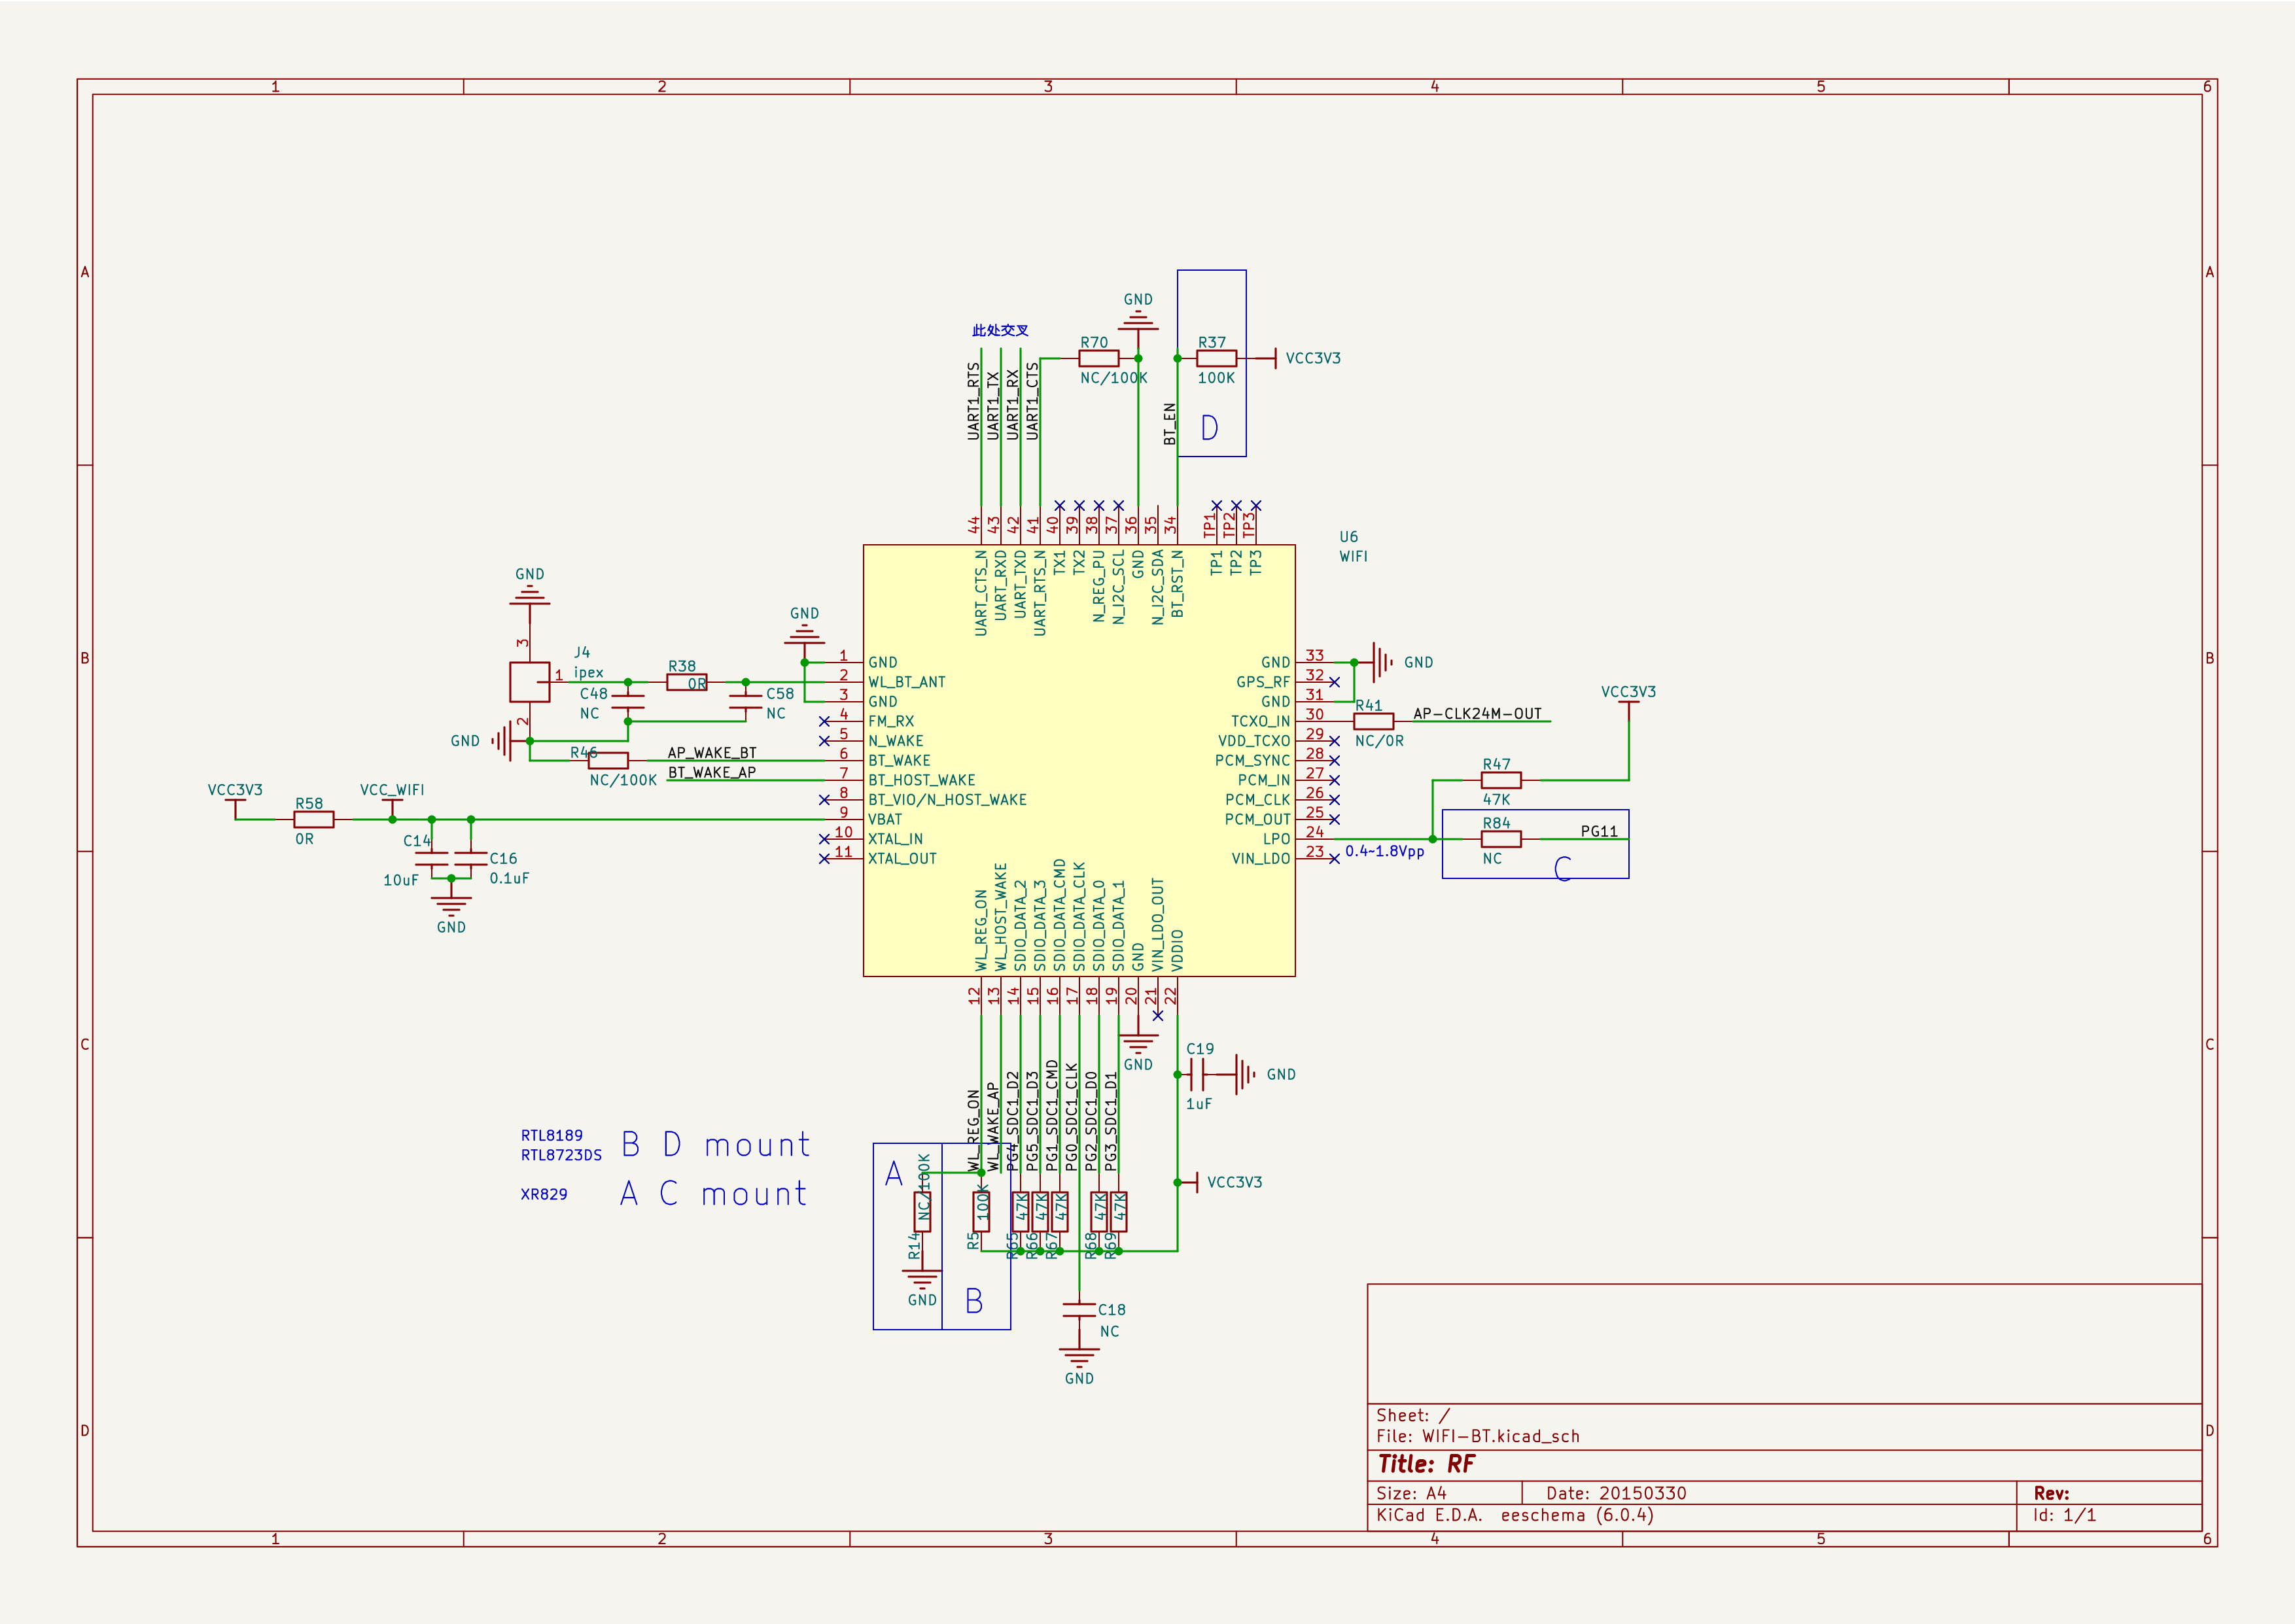 1 2 3 4 5 6
A
B
C
D
A
B
C
D
GND
此处交叉
R70
NC/100K
R37
100K
VCC3V3
UART1_RTS
UART1_TX
UART1_RX
UART1_CTS
BT_EN
D
44
43
42
41
40
39
38
37
36
35
34
TP1
TP2
TP3
U6
WIFI
UART_CTS_N
UART_RXD
UART_TXD
UART_RTS_N
TX1
TX2
N_REG_PU
N_I2C_SCL
GND
N_I2C_SDA
BT_RST_N
TP1
TP2
TP3
GND
3
J4
ipex
1
2
R38
0R
C48
NC
C58
NC
GND
GND
R46
NC/100K
AP_WAKE_BT
BT_WAKE_AP
VCC3V3
R58
0R
VCC_WIFI
C14
10uF
C16
0.1uF
GND
1 GND
2 WL_BT_ANT
3 GND
4 FM_RX
5 N_WAKE
6 BT_WAKE
7 BT_HOST_WAKE
8 BT_VIO/N_HOST_WAKE
9 VBAT
10 XTAL_IN
11 XTAL_OUT
GND 33
GPS_RF 32
GND 31
TCXO_IN 30
VDD_TCXO 29
PCM_SYNC 28
PCM_IN 27
PCM_CLK 26
PCM_OUT 25
LPO 24
VIN_LDO 23
GND
R41
NC/0R
AP-CLK24M-OUT
VCC3V3
R47
47K
R84
NC
PG11
C
0.4~1.8Vpp
WL_REG_ON
WL_HOST_WAKE
SDIO_DATA_2
SDIO_DATA_3
SDIO_DATA_CMD
SDIO_DATA_CLK
SDIO_DATA_0
SDIO_DATA_1
GND
VIN_LDO_OUT
VDDIO
12
13
14
15
16
17
18
19
20
21
22
WL_REG_ON
WL_WAKE_AP
PG4_SDC1_D2
PG5_SDC1_D3
PG1_SDC1_CMD
PG0_SDC1_CLK
PG2_SDC1_D0
PG3_SDC1_D1
GND
C19
1uF
GND
VCC3V3
RTL8189
RTL8723DS
B D mount
XR829
A C mount
A
NC/100K
R14
GND
100K
R5
B
47K
R65
47K
R66
47K
R67
47K
R68
47K
R69
C18
NC
GND
Sheet: /
File: WIFI-BT.kicad_sch
Title: RF
Size: A4 Date: 20150330 Rev:
KiCad E.D.A. eeschema (6.0.4) Id: 1/1
1 2 3 4 5 6